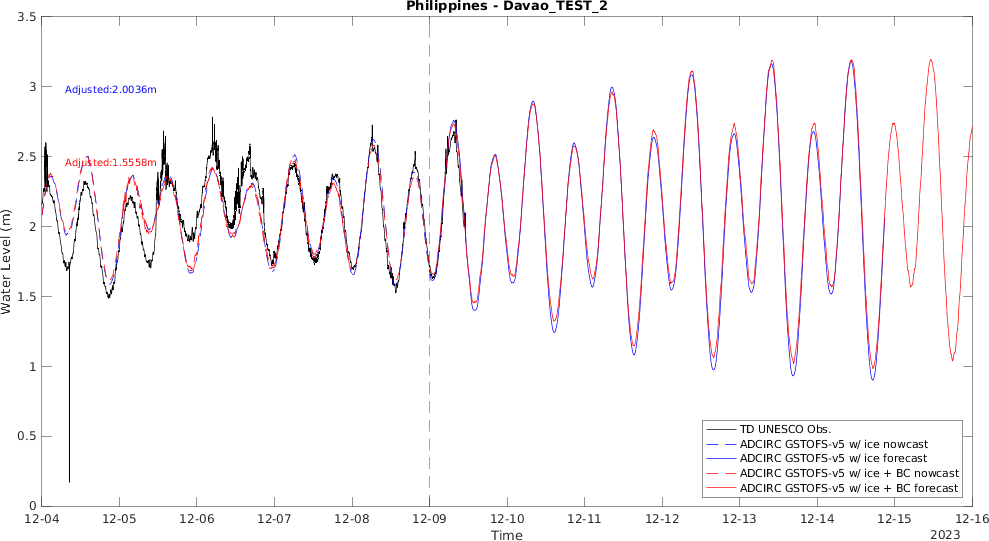 Philippines - Davao_TEST_2
3.5
3
2.5
2
1.5
1
0.5
0
Water Level (m)
Adjusted:2.0036m
Adjusted:1.5558m
TD UNESCO Obs.
ADCIRC GSTOFS-v5 w/ ice nowcast
ADCIRC GSTOFS-v5 w/ ice forecast
ADCIRC GSTOFS-v5 w/ ice + BC nowcast
ADCIRC GSTOFS-v5 w/ ice + BC forecast
12-04 12-05 12-06 12-07 12-08 12-09 12-10 12-11 12-12 12-13 12-14 12-15 12-16
Time
2023